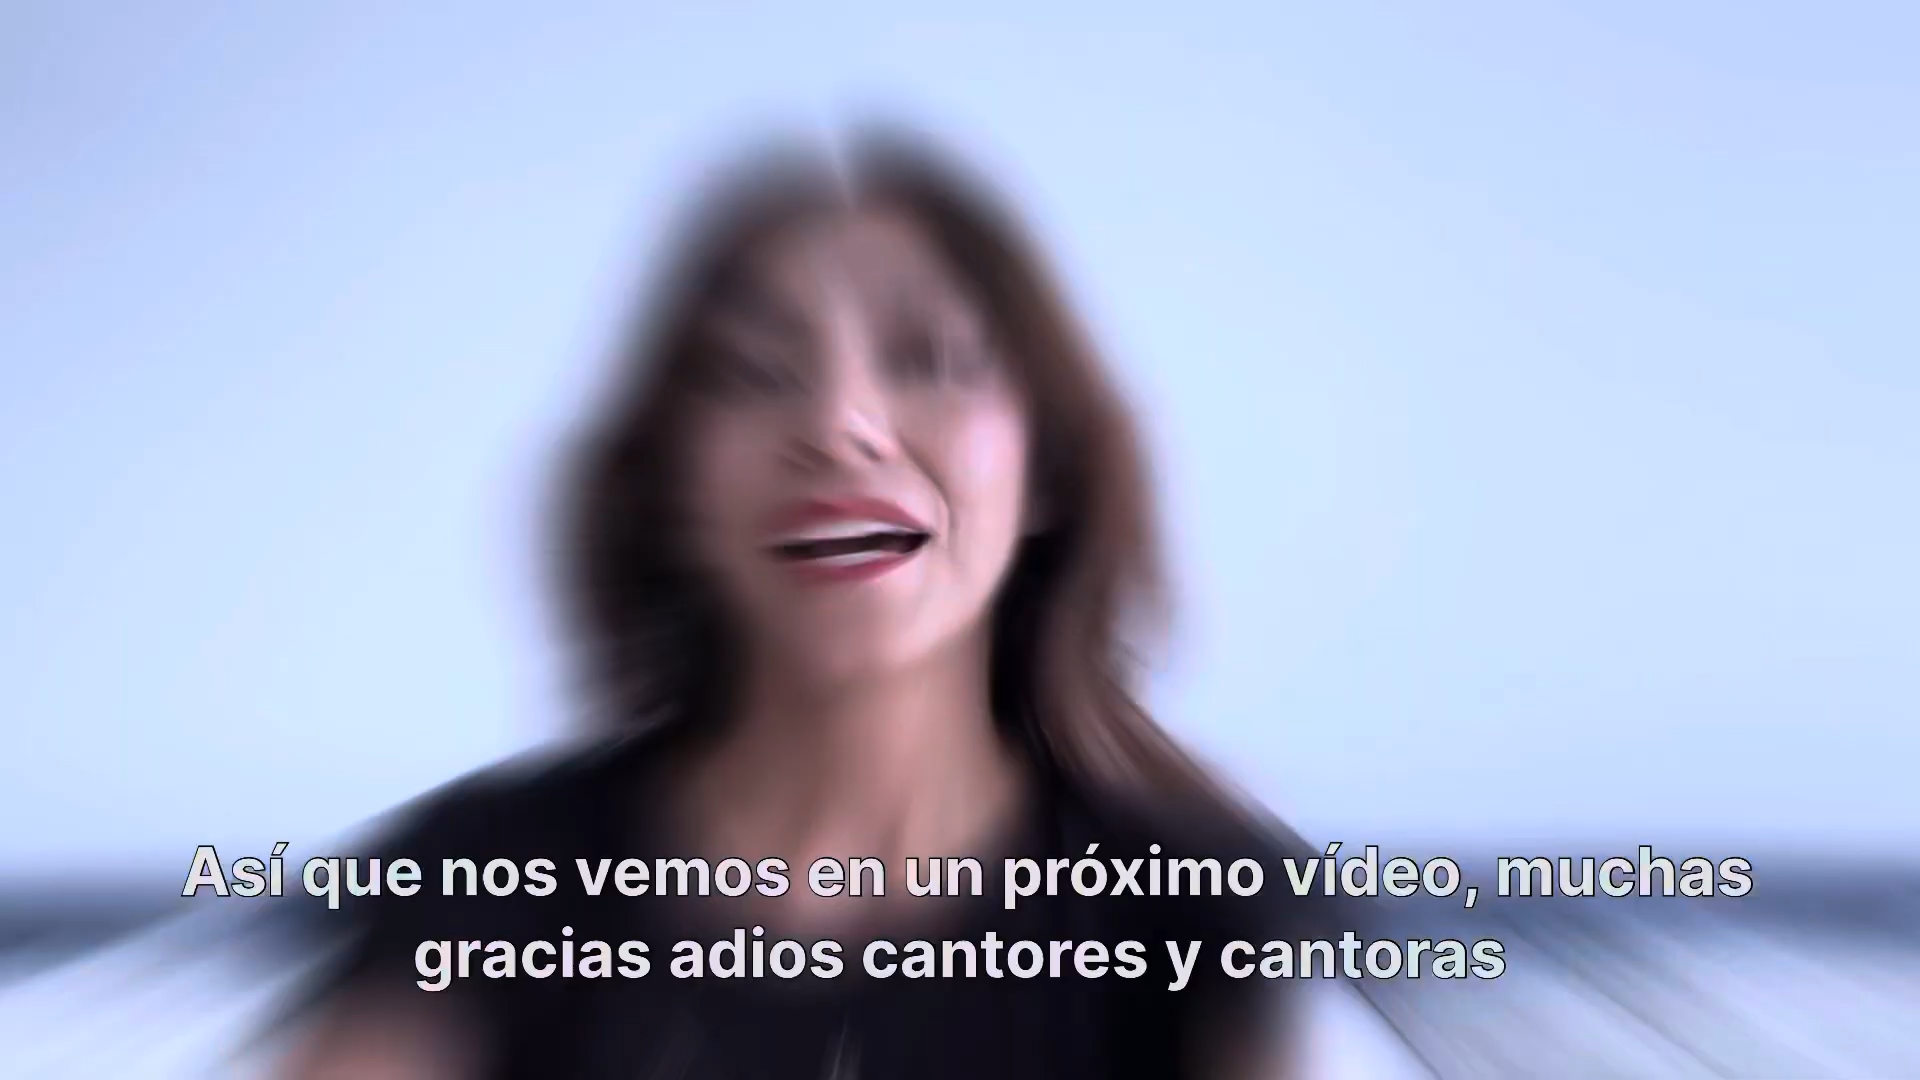 Así que nos vemos en un próximo vídeo, muchas
gracias adios cantores y cantoras